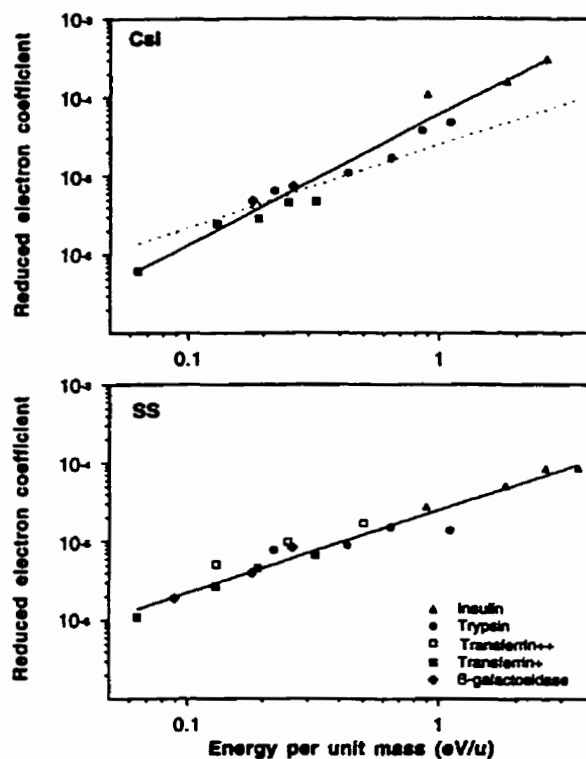 CsI
10⁻³
10⁻⁴
10⁻⁵
10⁻⁶
Reduced electron coefficient
0.1
1
SS
10⁻³
10⁻⁴
10⁻⁵
10⁻⁶
Reduced electron coefficient
Insulin
Trypsin
Transferrin++
Transferrin+
ß-galactosidase
0.1
1
Energy per unit mass (eV/u)